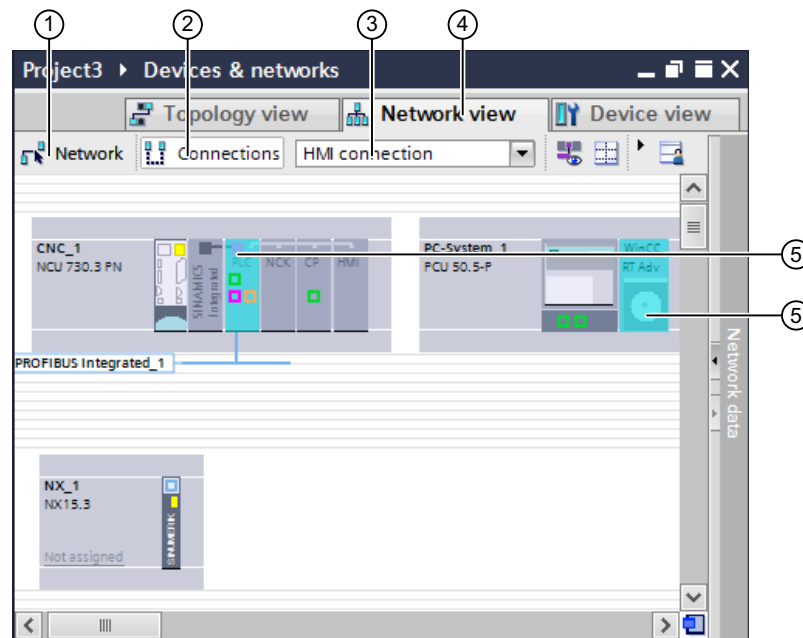 1 2 3 4
Project3 Devices & networks
Topology view Network view Device view
Network Connections HMI connection
CNC_1
NCU 730.3 PN
SINAMICS
Integrated
PLC NCK CP HMI
PC-System_1
PCU 50.5-P
WinCC
RT Adv
5
5
PROFIBUS Integrated_1
Network data
NX_1
NX15.3
Not assigned
SINUMERIK